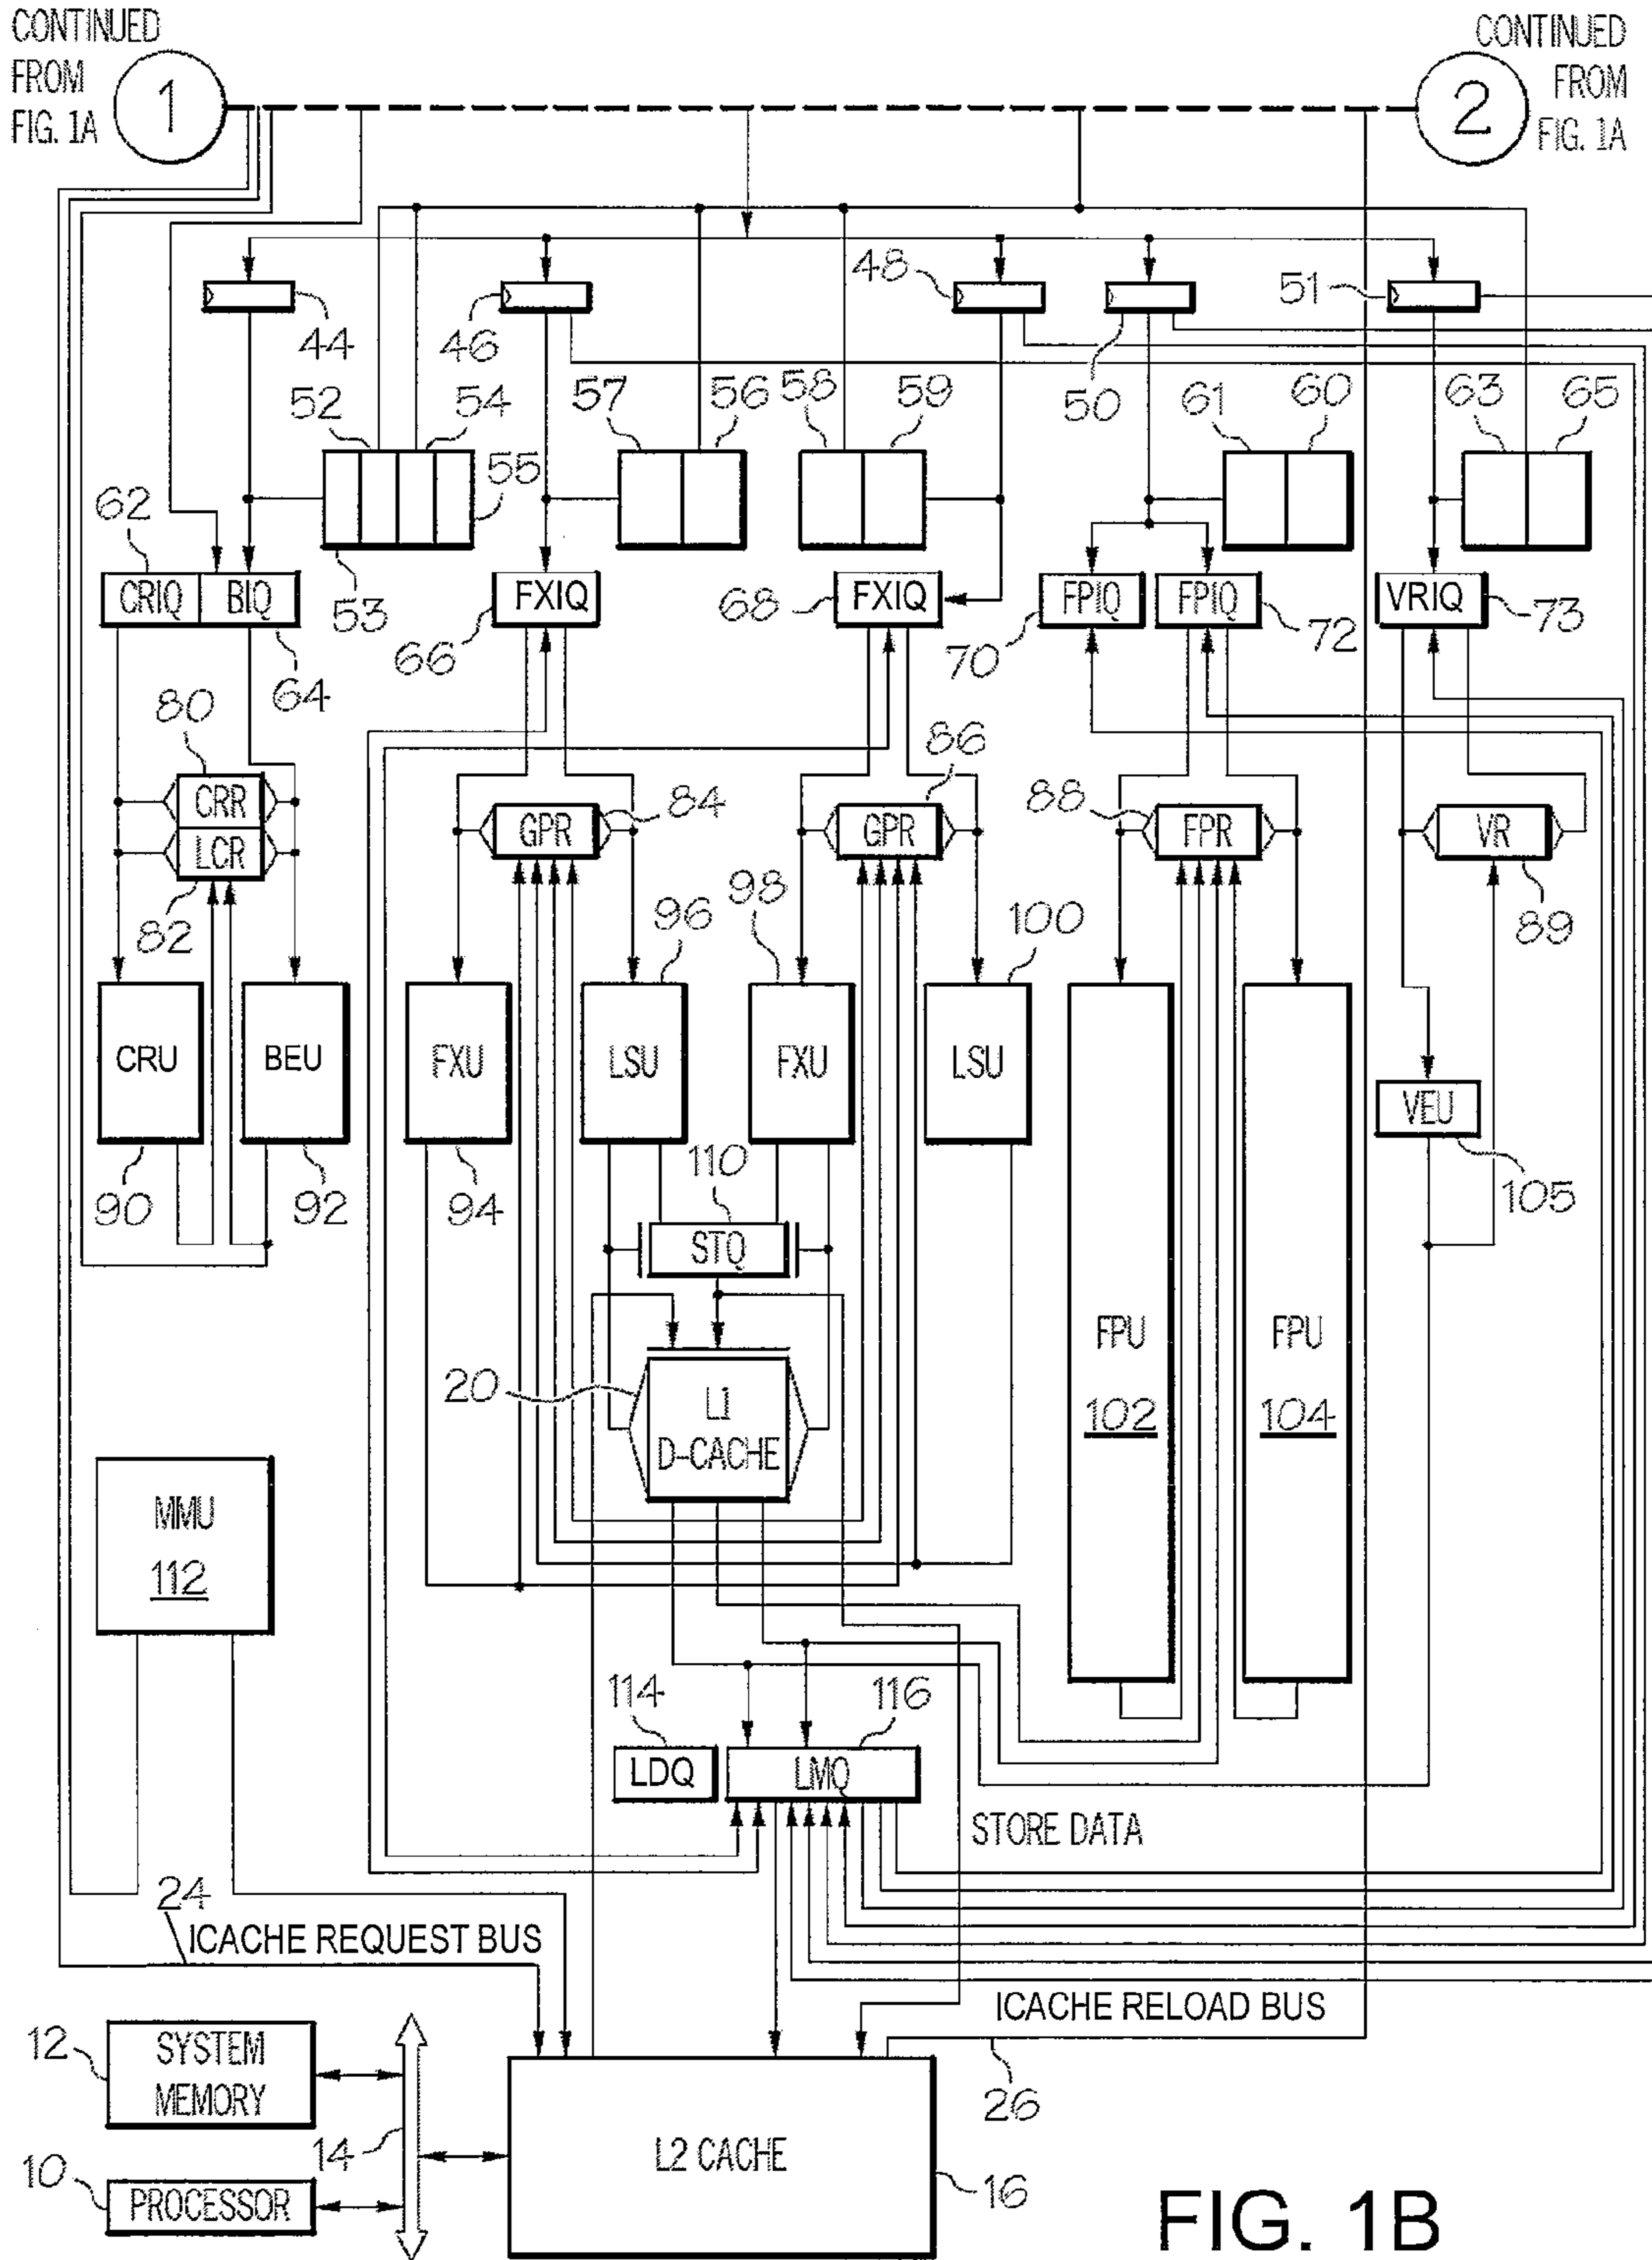 CONTINUED
FROM
FIG. 1A
1
CONTINUED
FROM
FIG. 1A
2
44
46
48
50
51
52
54
55
53
57
56
58
59
61
60
63
65
62
CRIQ
BIQ
64
FXIQ
66
68
FXIQ
FPIQ
70
FPIQ
72
VRIQ
73
80
CRR
LCR
82
GPR
84
GPR
86
88
FPR
VR
89
CRU
90
BEU
92
FXU
94
LSU
96
FXU
98
LSU
100
FPU
102
FPU
104
VEU
105
110
STQ
20
L1
D-CACHE
MMU
112
114
LDQ
116
LMQ
STORE DATA
24
ICACHE REQUEST BUS
ICACHE RELOAD BUS
26
12
SYSTEM
MEMORY
14
10
PROCESSOR
L2 CACHE
16
FIG. 1B